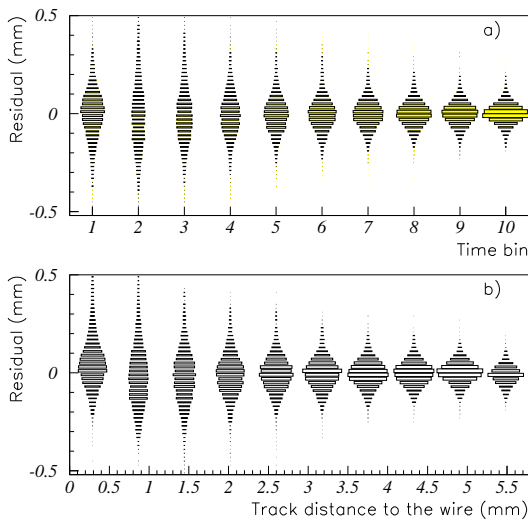 a)
Residual (mm)
0.5
0
-0.5
1 2 3 4 5 6 7 8 9 10
Time bin
b)
Residual (mm)
0.5
0
-0.5
0 0.5 1 1.5 2 2.5 3 3.5 4 4.5 5 5.5
Track distance to the wire (mm)